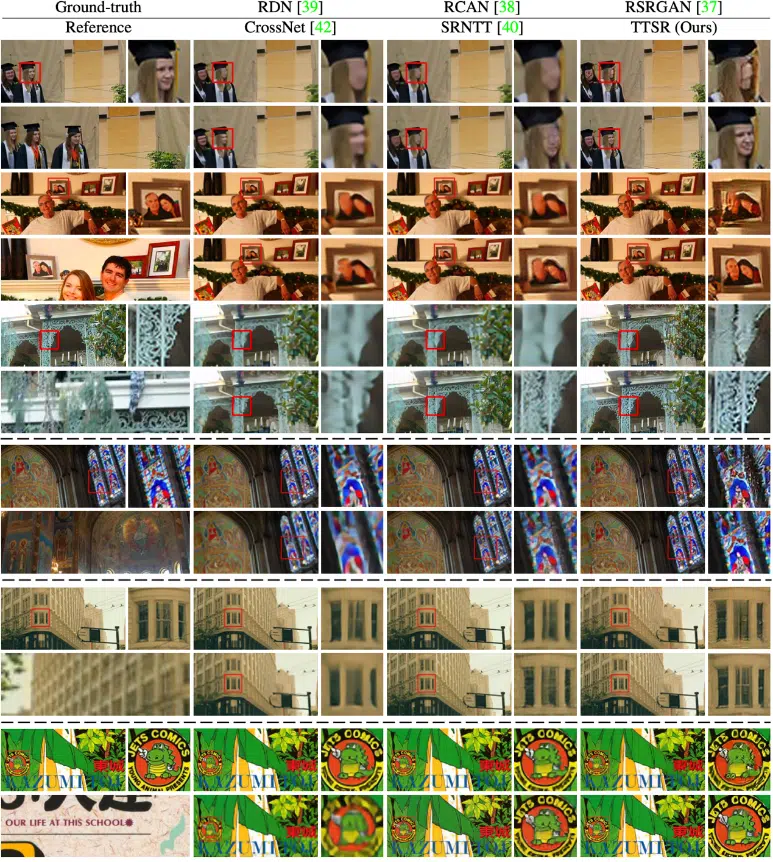 Ground-truth RDN [39] RCAN [38] RSRGAN [37]
Reference CrossNet [42] SRNTT [40] TTSR (Ours)
JETS COMICS
KAZUMI
OUR LIFE AT THIS SCHOOL